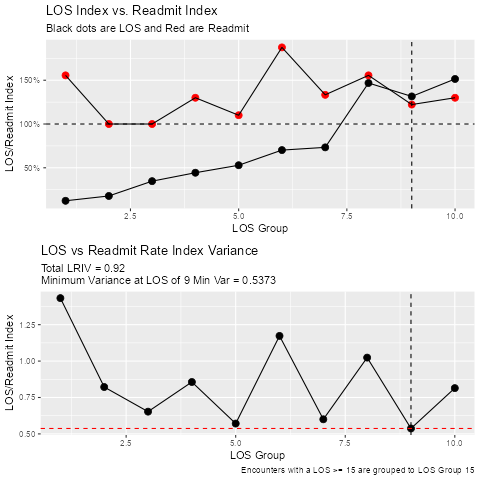 LOS Index vs. Readmit Index
Black dots are LOS and Red are Readmit
LOS/Readmit Index
150%
100%
50%
2.5
5.0
7.5
10.0
LOS Group
LOS vs Readmit Rate Index Variance
Total LRIV = 0.92
Minimum Variance at LOS of 9 Min Var = 0.5373
LOS/Readmit Index
1.25
1.00
0.75
0.50
2.5
5.0
7.5
10.0
LOS Group
Encounters with a LOS >= 15 are grouped to LOS Group 15